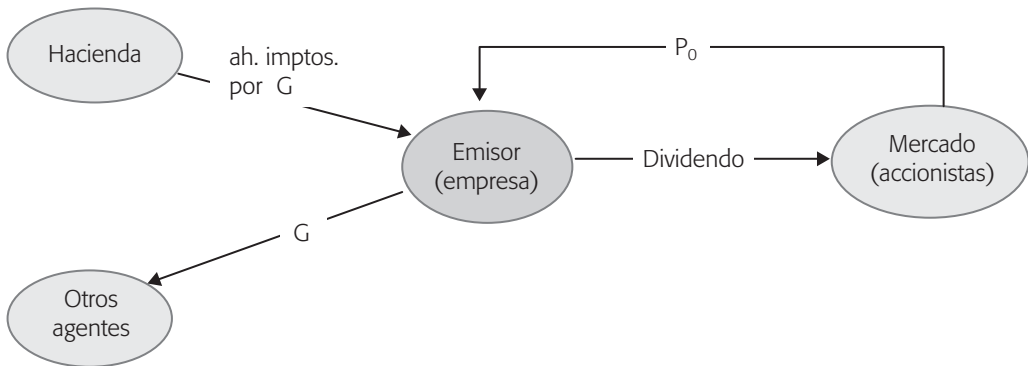 Hacienda
ah. imptos.
por G
P₀
Emisor
(empresa)
Dividendo
Mercado
(accionistas)
G
Otros
agentes